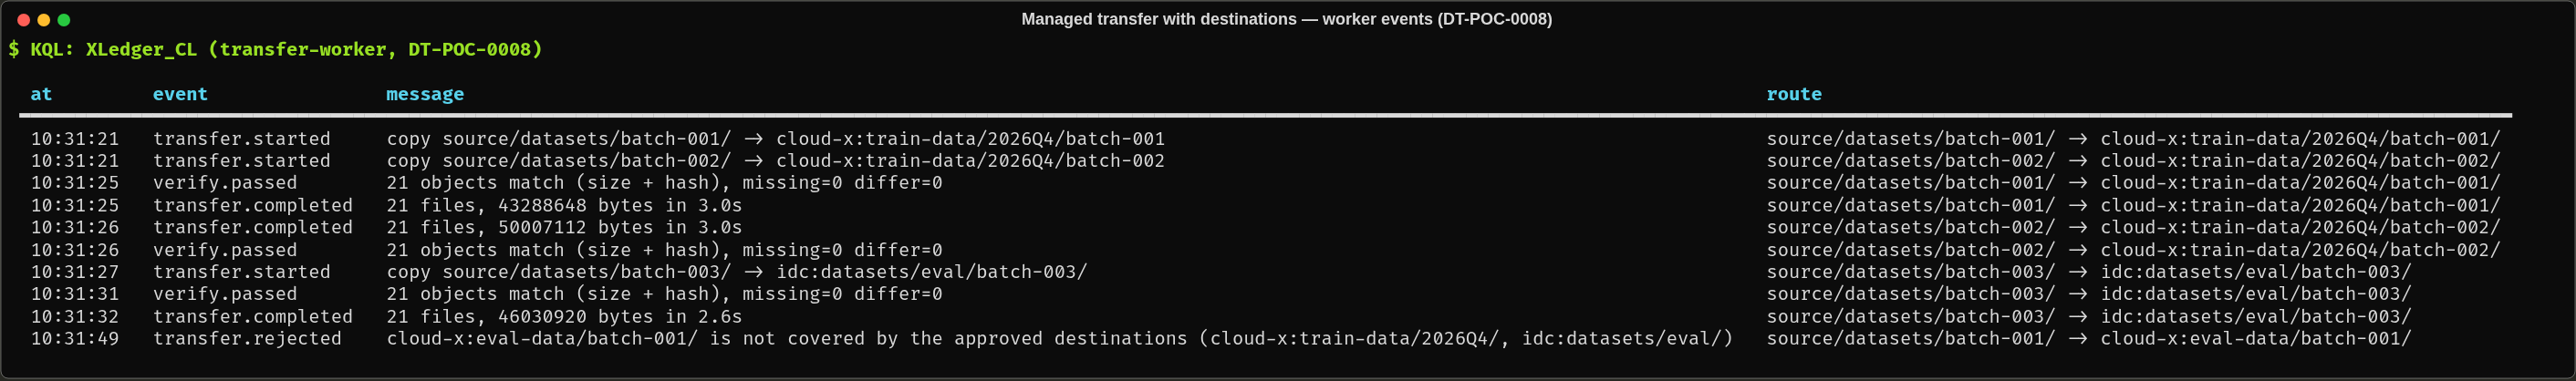 Managed transfer with destinations — worker events (DT-POC-0008)
$ KQL: XLedger_CL (transfer-worker, DT-POC-0008)
at event message route
10:31:21 transfer.started copy source/datasets/batch-001/ → cloud-x:train-data/2026Q4/batch-001 source/datasets/batch-001/ → cloud-x:train-data/2026Q4/batch-001/
10:31:21 transfer.started copy source/datasets/batch-002/ → cloud-x:train-data/2026Q4/batch-002 source/datasets/batch-002/ → cloud-x:train-data/2026Q4/batch-002/
10:31:25 verify.passed 21 objects match (size + hash), missing=0 differ=0 source/datasets/batch-001/ → cloud-x:train-data/2026Q4/batch-001/
10:31:25 transfer.completed 21 files, 43288648 bytes in 3.0s source/datasets/batch-001/ → cloud-x:train-data/2026Q4/batch-001/
10:31:26 transfer.completed 21 files, 50007112 bytes in 3.0s source/datasets/batch-002/ → cloud-x:train-data/2026Q4/batch-002/
10:31:26 verify.passed 21 objects match (size + hash), missing=0 differ=0 source/datasets/batch-002/ → cloud-x:train-data/2026Q4/batch-002/
10:31:27 transfer.started copy source/datasets/batch-003/ → idc:datasets/eval/batch-003/ source/datasets/batch-003/ → idc:datasets/eval/batch-003/
10:31:31 verify.passed 21 objects match (size + hash), missing=0 differ=0 source/datasets/batch-003/ → idc:datasets/eval/batch-003/
10:31:32 transfer.completed 21 files, 46030920 bytes in 2.6s source/datasets/batch-003/ → idc:datasets/eval/batch-003/
10:31:49 transfer.rejected cloud-x:eval-data/batch-001/ is not covered by the approved destinations (cloud-x:train-data/2026Q4/, idc:datasets/eval/) source/datasets/batch-001/ → cloud-x:eval-data/batch-001/